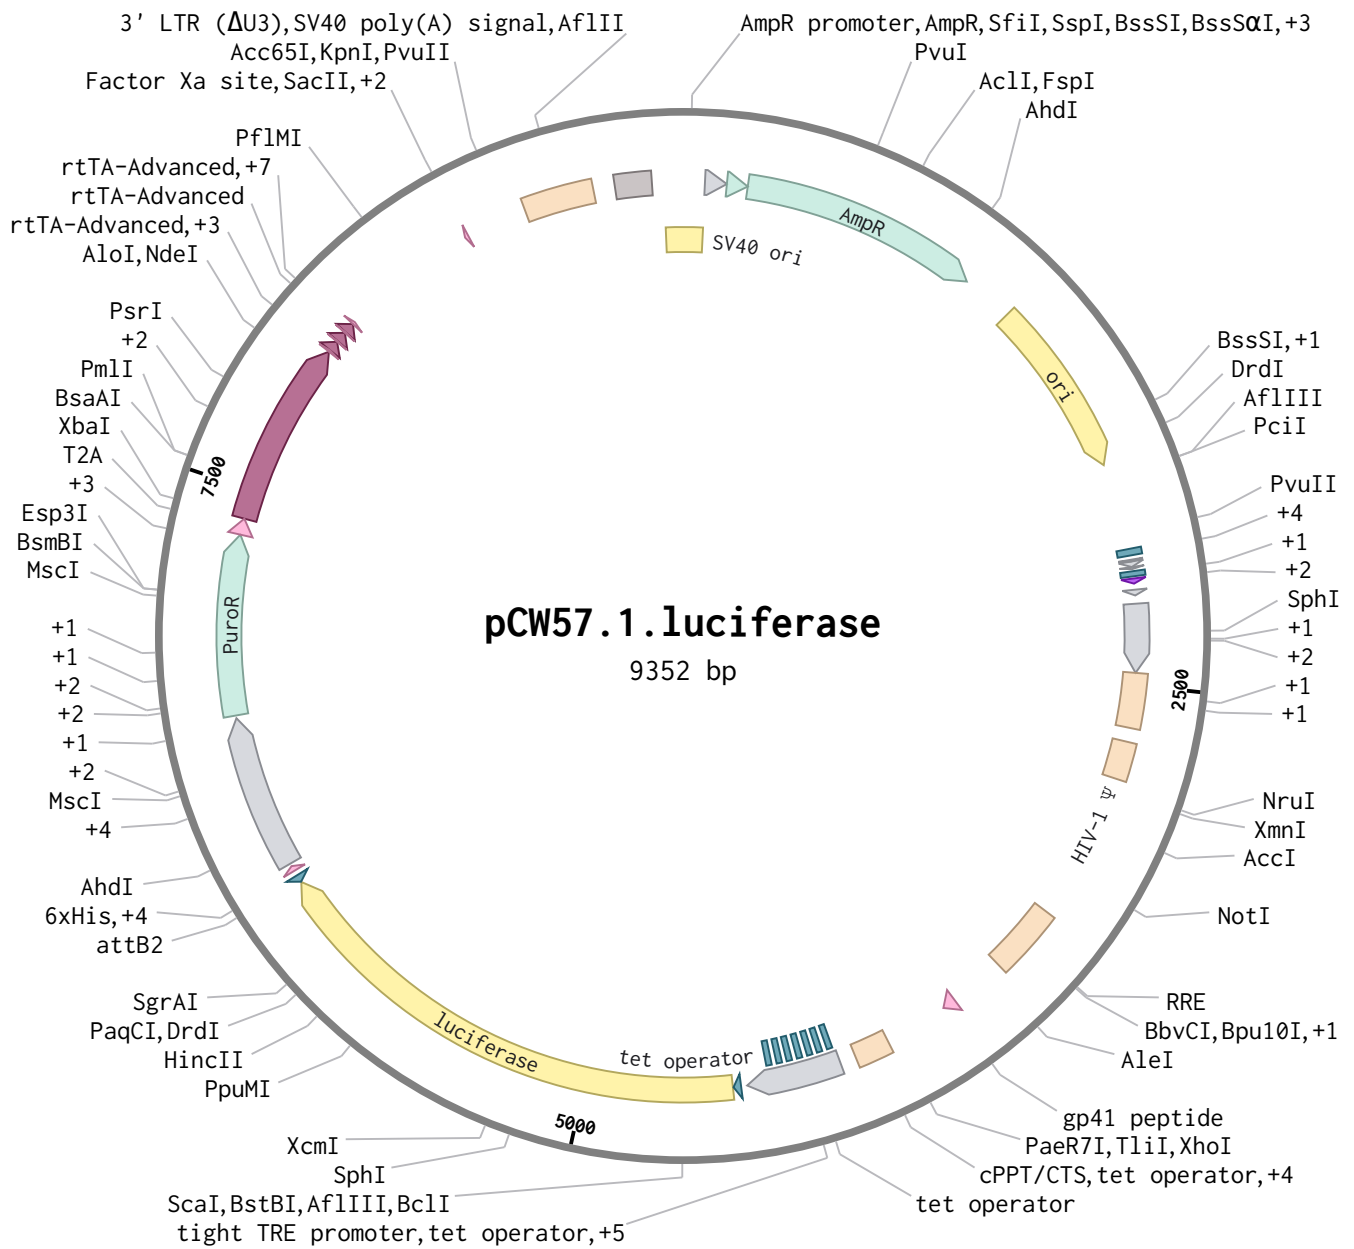 3' LTR (ΔU3),SV40 poly(A) signal,AflII
Acc65I,KpnI,PvuII
Factor Xa site,SacII,+2
PflMI
rtTA-Advanced,+7
rtTA-Advanced
rtTA-Advanced,+3
AloI,NdeI
PsrI
+2
PmlI
BsaAI
XbaI
T2A
+3
Esp3I
BsmBI
MscI
+1
+1
+2
+2
+1
+2
MscI
+4
AhdI
6xHis,+4
attB2
SgrAI
PaqCI,DrdI
HincII
PpuMI
XcmI
SphI
ScaI,BstBI,AflIII,BclI
tight TRE promoter,tet operator,+5
AmpR promoter,AmpR,SfiI,SspI,BssSI,BssSαI,+3
PvuI
AclI,FspI
AhdI
BssSI,+1
DrdI
AflIII
PciI
PvuII
+4
+1
+2
SphI
+1
+2
+1
+1
NruI
XmnI
AccI
NotI
RRE
BbvCI,Bpu10I,+1
AleI
gp41 peptide
PaeR7I,TliI,XhoI
cPPT/CTS,tet operator,+4
tet operator
AmpR
SV40 ori
ori
HIV-1 Ψ
tet operator
luciferase
PuroR
2500
5000
7500
pCW57.1.luciferase
9352 bp